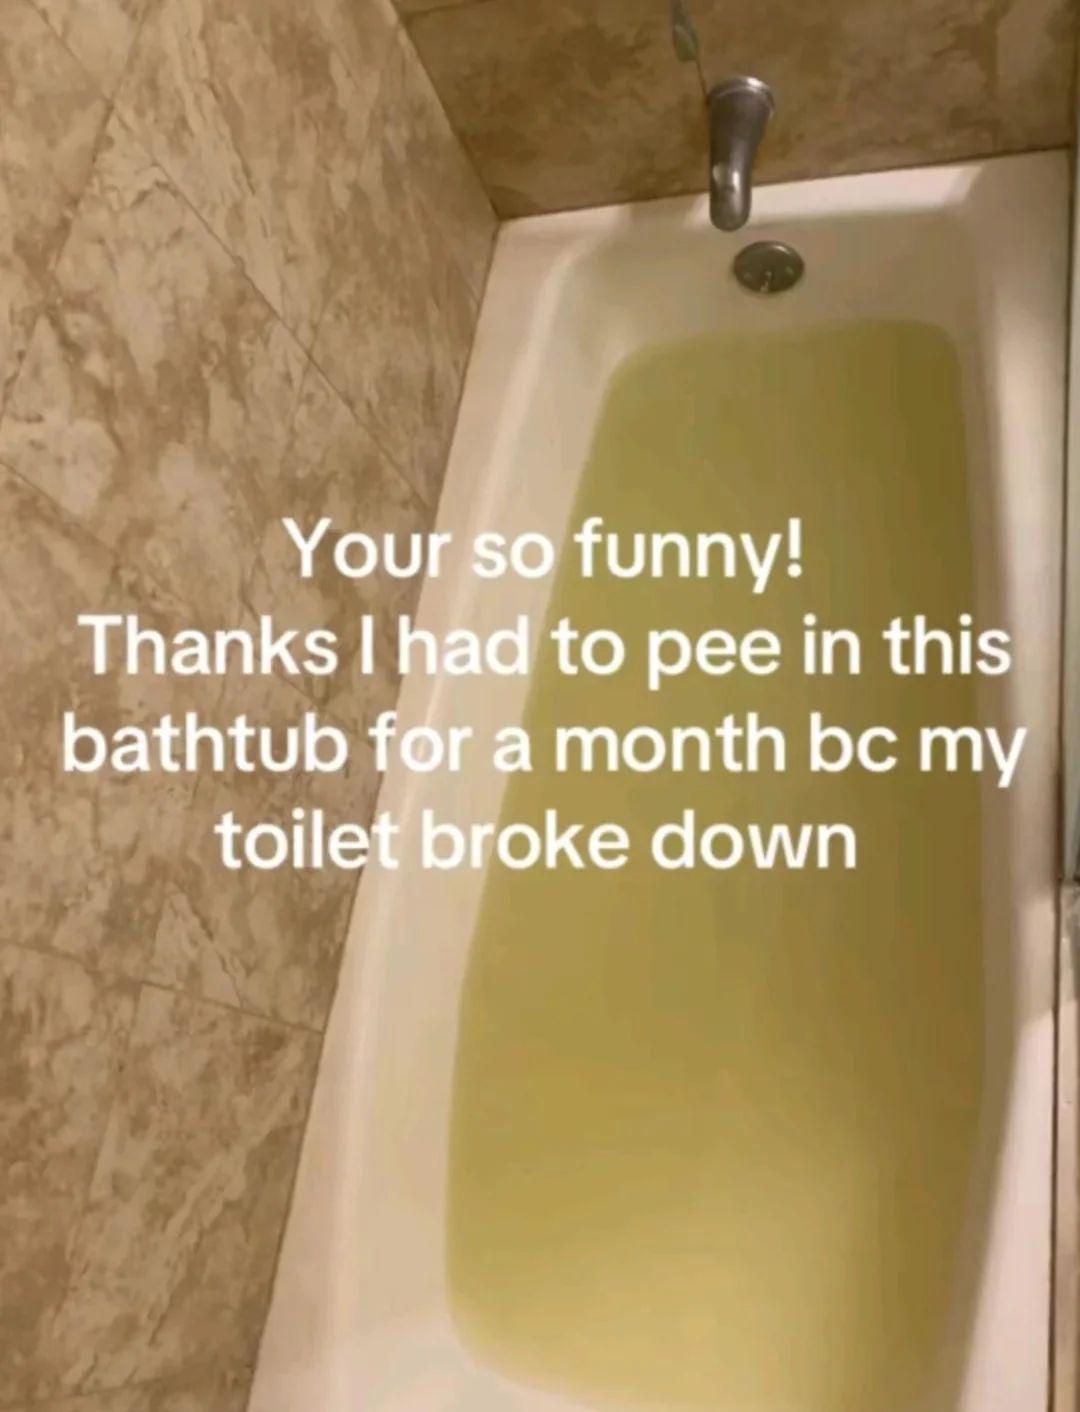 Your so funny!
Thanks I had to pee in this
bathtub for a month bc my
toilet broke down